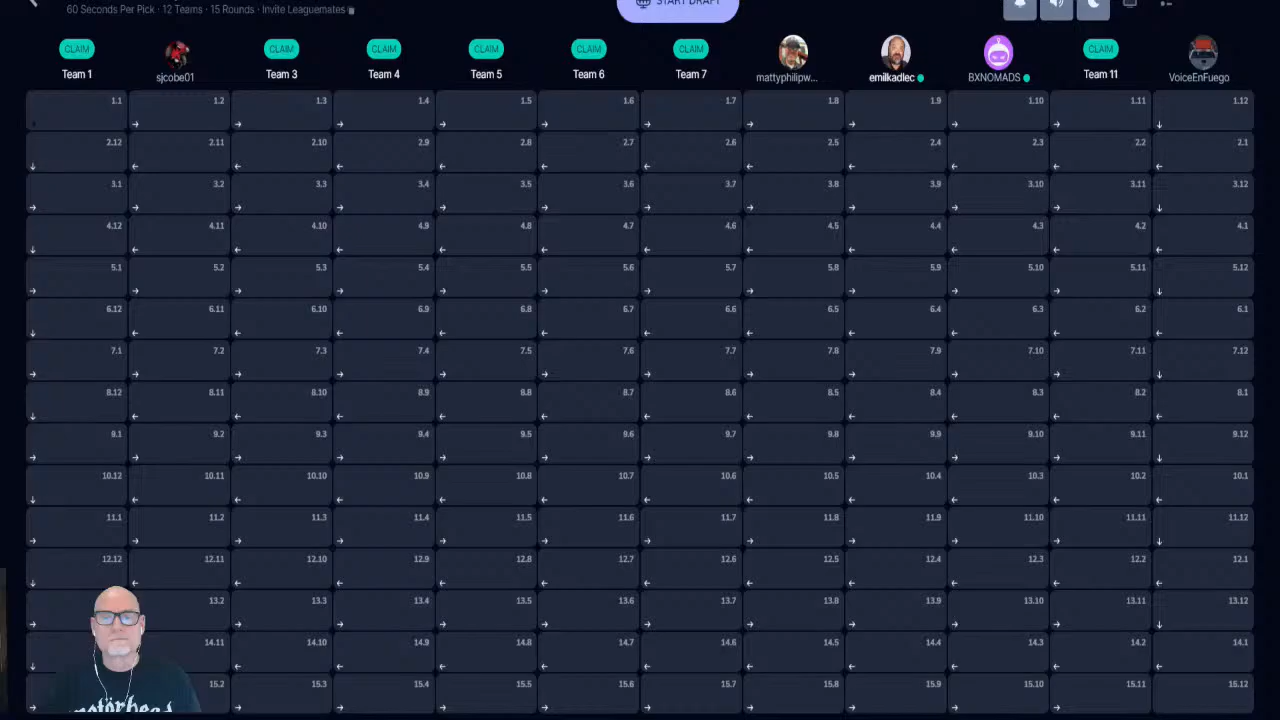 60 Seconds Per Pick · 12 Teams · 15 Rounds · Invite Leaguemates
START DRAFT
CLAIM CLAIM CLAIM CLAIM CLAIM CLAIM CLAIM
Team 1 sjcobe01 Team 3 Team 4 Team 5 Team 6 Team 7 mattyphilipw... emilkadlec BXNOMADS Team 11 VoiceEnFuego
1.1 1.2 1.3 1.4 1.5 1.6 1.7 1.8 1.9 1.10 1.11 1.12
2.12 2.11 2.10 2.9 2.8 2.7 2.6 2.5 2.4 2.3 2.2 2.1
3.1 3.2 3.3 3.4 3.5 3.6 3.7 3.8 3.9 3.10 3.11 3.12
4.12 4.11 4.10 4.9 4.8 4.7 4.6 4.5 4.4 4.3 4.2 4.1
5.1 5.2 5.3 5.4 5.5 5.6 5.7 5.8 5.9 5.10 5.11 5.12
6.12 6.11 6.10 6.9 6.8 6.7 6.6 6.5 6.4 6.3 6.2 6.1
7.1 7.2 7.3 7.4 7.5 7.6 7.7 7.8 7.9 7.10 7.11 7.12
8.12 8.11 8.10 8.9 8.8 8.7 8.6 8.5 8.4 8.3 8.2 8.1
9.1 9.2 9.3 9.4 9.5 9.6 9.7 9.8 9.9 9.10 9.11 9.12
10.12 10.11 10.10 10.9 10.8 10.7 10.6 10.5 10.4 10.3 10.2 10.1
11.1 11.2 11.3 11.4 11.5 11.6 11.7 11.8 11.9 11.10 11.11 11.12
12.12 12.11 12.10 12.9 12.8 12.7 12.6 12.5 12.4 12.3 12.2 12.1
13.2 13.3 13.4 13.5 13.6 13.7 13.8 13.9 13.10 13.11 13.12
14.11 14.10 14.9 14.8 14.7 14.6 14.5 14.4 14.3 14.2 14.1
15.2 15.3 15.4 15.5 15.6 15.7 15.8 15.9 15.10 15.11 15.12
motörhead